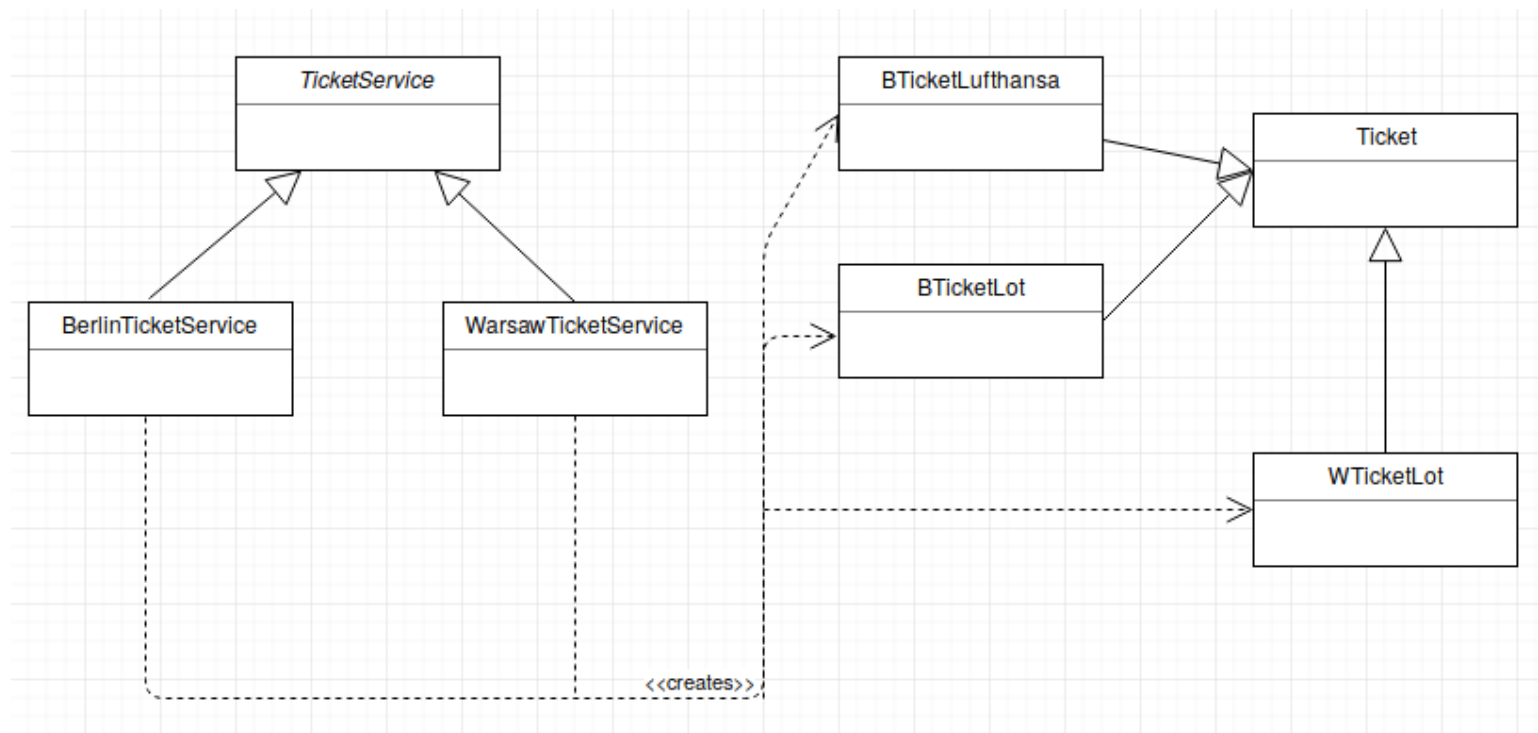 TicketService
BTicketLufthansa
Ticket
BTicketLot
BerlinTicketService
WarsawTicketService
WTicketLot
<<creates>>